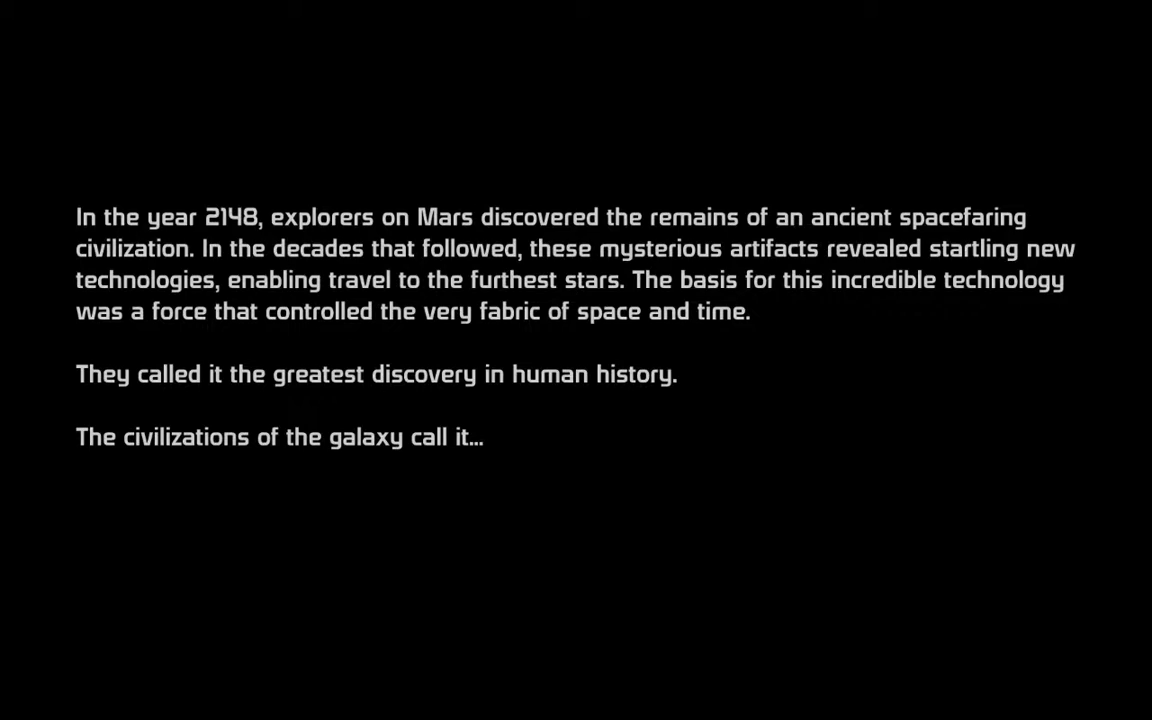 In the year 2148, explorers on Mars discovered the remains of an ancient spacefaring
civilization. In the decades that followed, these mysterious artifacts revealed startling new
technologies, enabling travel to the furthest stars. The basis for this incredible technology
was a force that controlled the very fabric of space and time.
They called it the greatest discovery in human history.
The civilizations of the galaxy call it...